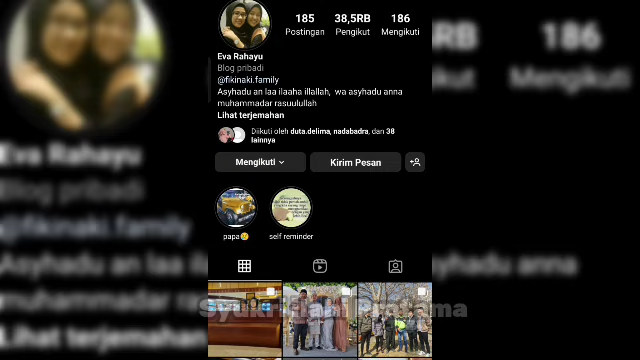 185
38,5RB
186
Postingan
Pengikut
Mengikuti
Eva Rahayu
Blog pribadi
@fikinaki.family
Asyhadu an laa ilaaha illallah, wa asyhadu anna
muhammadar rasuulullah
Lihat terjemahan
Diikuti oleh duta.delima, nadabradra, dan 38
lainnya
Mengikuti
Kirim Pesan
papa😢
self reminder